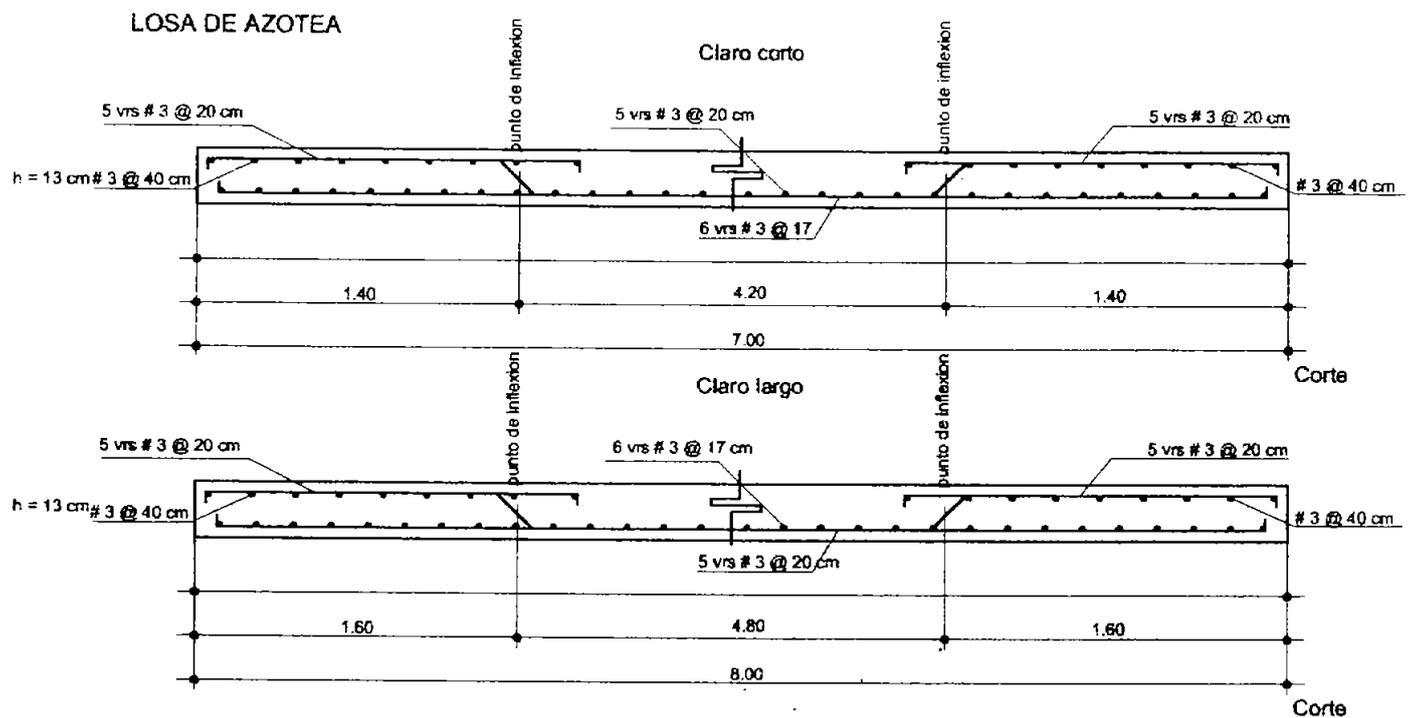 LOSA DE AZOTEA
Claro corto
punto de inflexion
punto de inflexion
5 vrs # 3 @ 20 cm
5 vrs # 3 @ 20 cm
5 vrs # 3 @ 20 cm
h = 13 cm
# 3 @ 40 cm
# 3 @ 40 cm
6 vrs # 3 @ 17
1.40
4.20
1.40
7.00
Corte
Claro largo
punto de inflexion
punto de inflexion
5 vrs # 3 @ 20 cm
6 vrs # 3 @ 17 cm
5 vrs # 3 @ 20 cm
h = 13 cm
# 3 @ 40 cm
# 3 @ 40 cm
5 vrs # 3 @ 20 cm
1.60
4.80
1.60
8.00
Corte